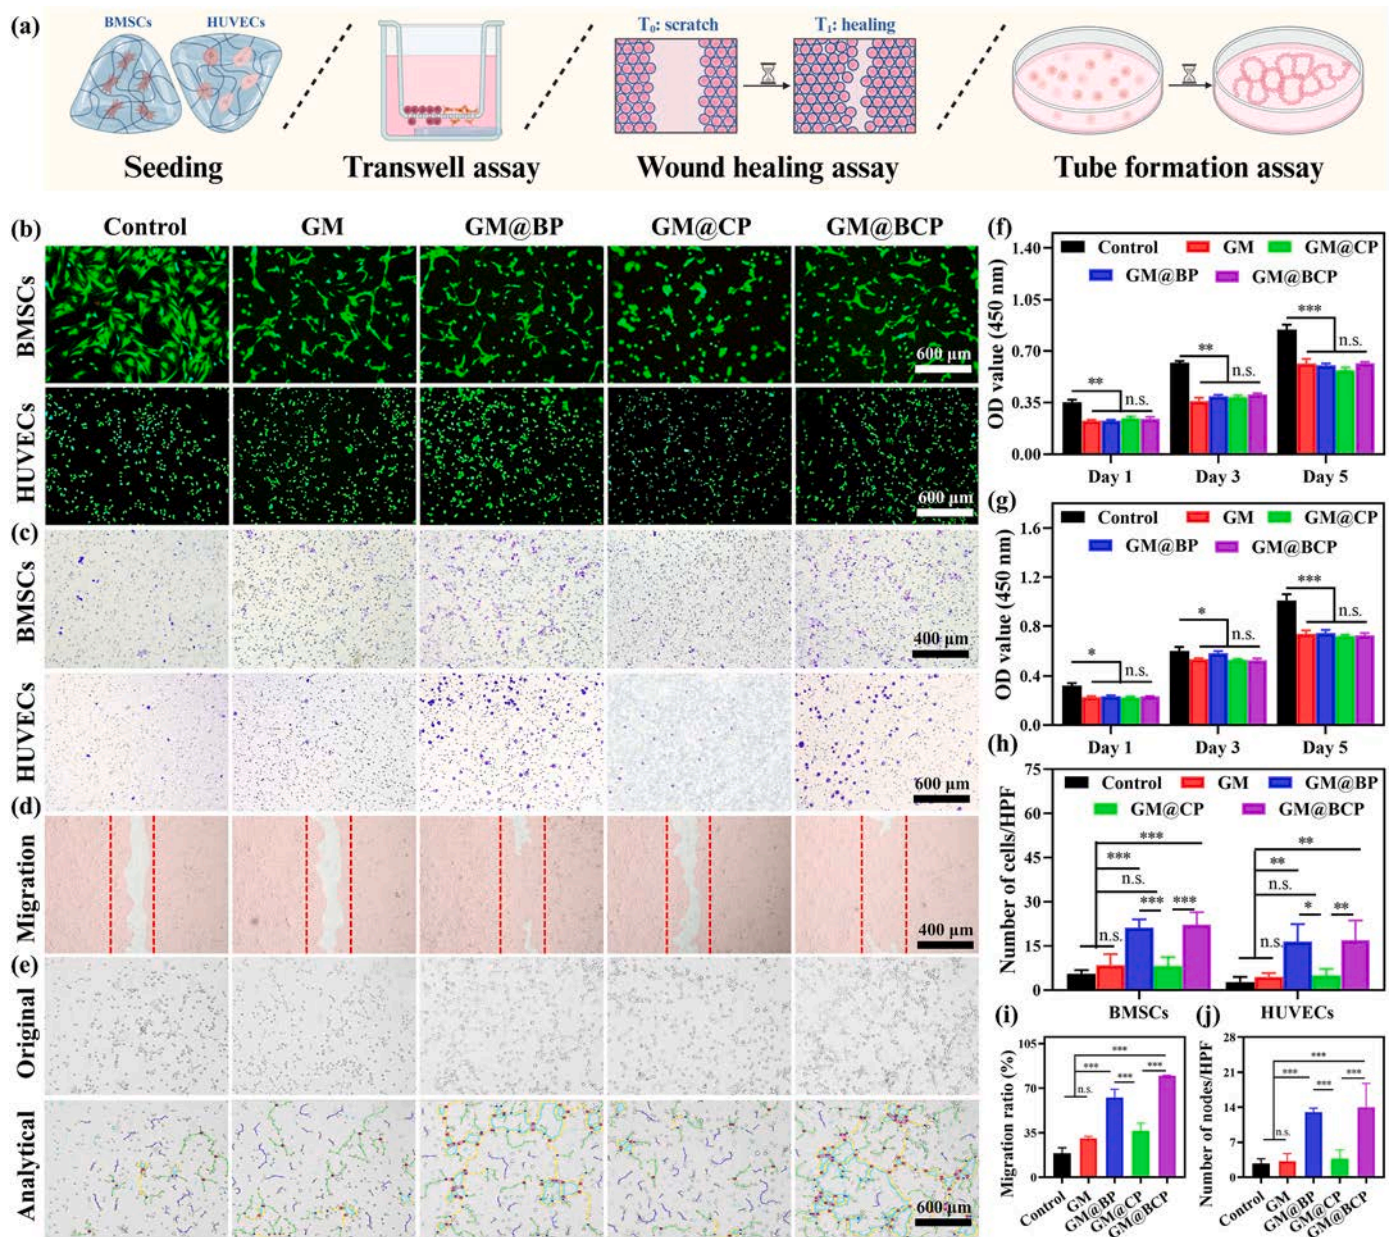 (a)
BMSCs HUVECs
T0: scratch T1: healing
Seeding Transwell assay Wound healing assay Tube formation assay
(b) Control GM GM@BP GM@CP GM@BCP
BMSCs
600 μm
HUVECs
600 μm
(c)
BMSCs
400 μm
HUVECs
600 μm
(d)
Migration
400 μm
(e)
Original
Analytical
600 μm
(f)
OD value (450 nm)
1.40
1.05
0.70
0.35
0.00
Control GM GM@CP
GM@BP GM@BCP
** n.s.
** n.s.
*** n.s.
Day 1 Day 3 Day 5
(g)
OD value (450 nm)
1.6
1.2
0.8
0.4
0.0
Control GM GM@CP
GM@BP GM@BCP
* n.s.
* n.s.
*** n.s.
Day 1 Day 3 Day 5
(h)
Number of cells/HPF
75
60
45
30
15
0
Control GM GM@BP
GM@CP GM@BCP
***
***
n.s.
*** ***
n.s.
**
**
n.s.
* **
n.s.
BMSCs HUVECs
(i)
Migration ratio (%)
105
70
35
0
***
***
n.s. *** ***
Control GM GM@BP GM@CP GM@BCP
(j)
Number of nodes/HPF
28
21
14
7
0
***
*** ***
n.s. ***
Control GM GM@BP GM@CP GM@BCP